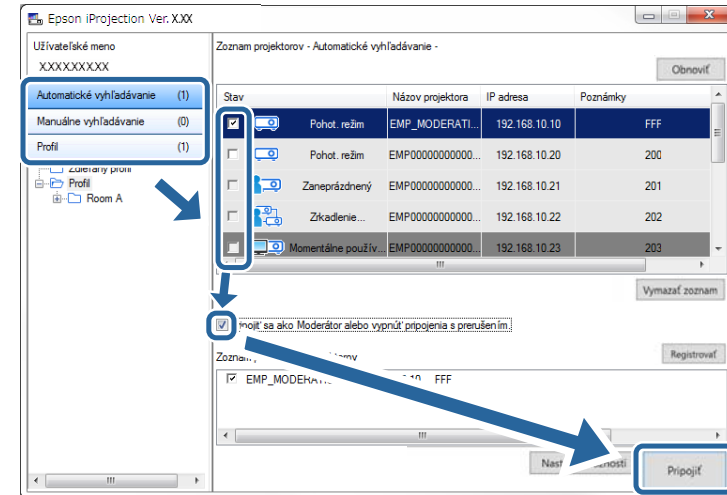 Epson iProjection Ver. X.XX
Užívateľské meno
XXXXXXXXX
Automatické vyhľadávanie (1)
Manuálne vyhľadávanie (0)
Profil (1)
Zdieľaný profil
Profil
Room A
Zoznam projektorov - Automatické vyhľadávanie -
Obnoviť
Stav Názov projektora IP adresa Poznámky
Pohot. režim EMP_MODERATI... 192.168.10.10 FFF
Pohot. režim EMP00000000000... 192.168.10.20 200
Zaneprázdnený EMP00000000000... 192.168.10.21 201
Zrkadlenie... EMP00000000000... 192.168.10.22 202
Momentálne použív... EMP00000000000... 192.168.10.23 203
Vymazať zoznam
sa ako Moderátor alebo vypnúť pripojenia s prerušením.
Zoznam
Registrovať
FFF
Pripojiť